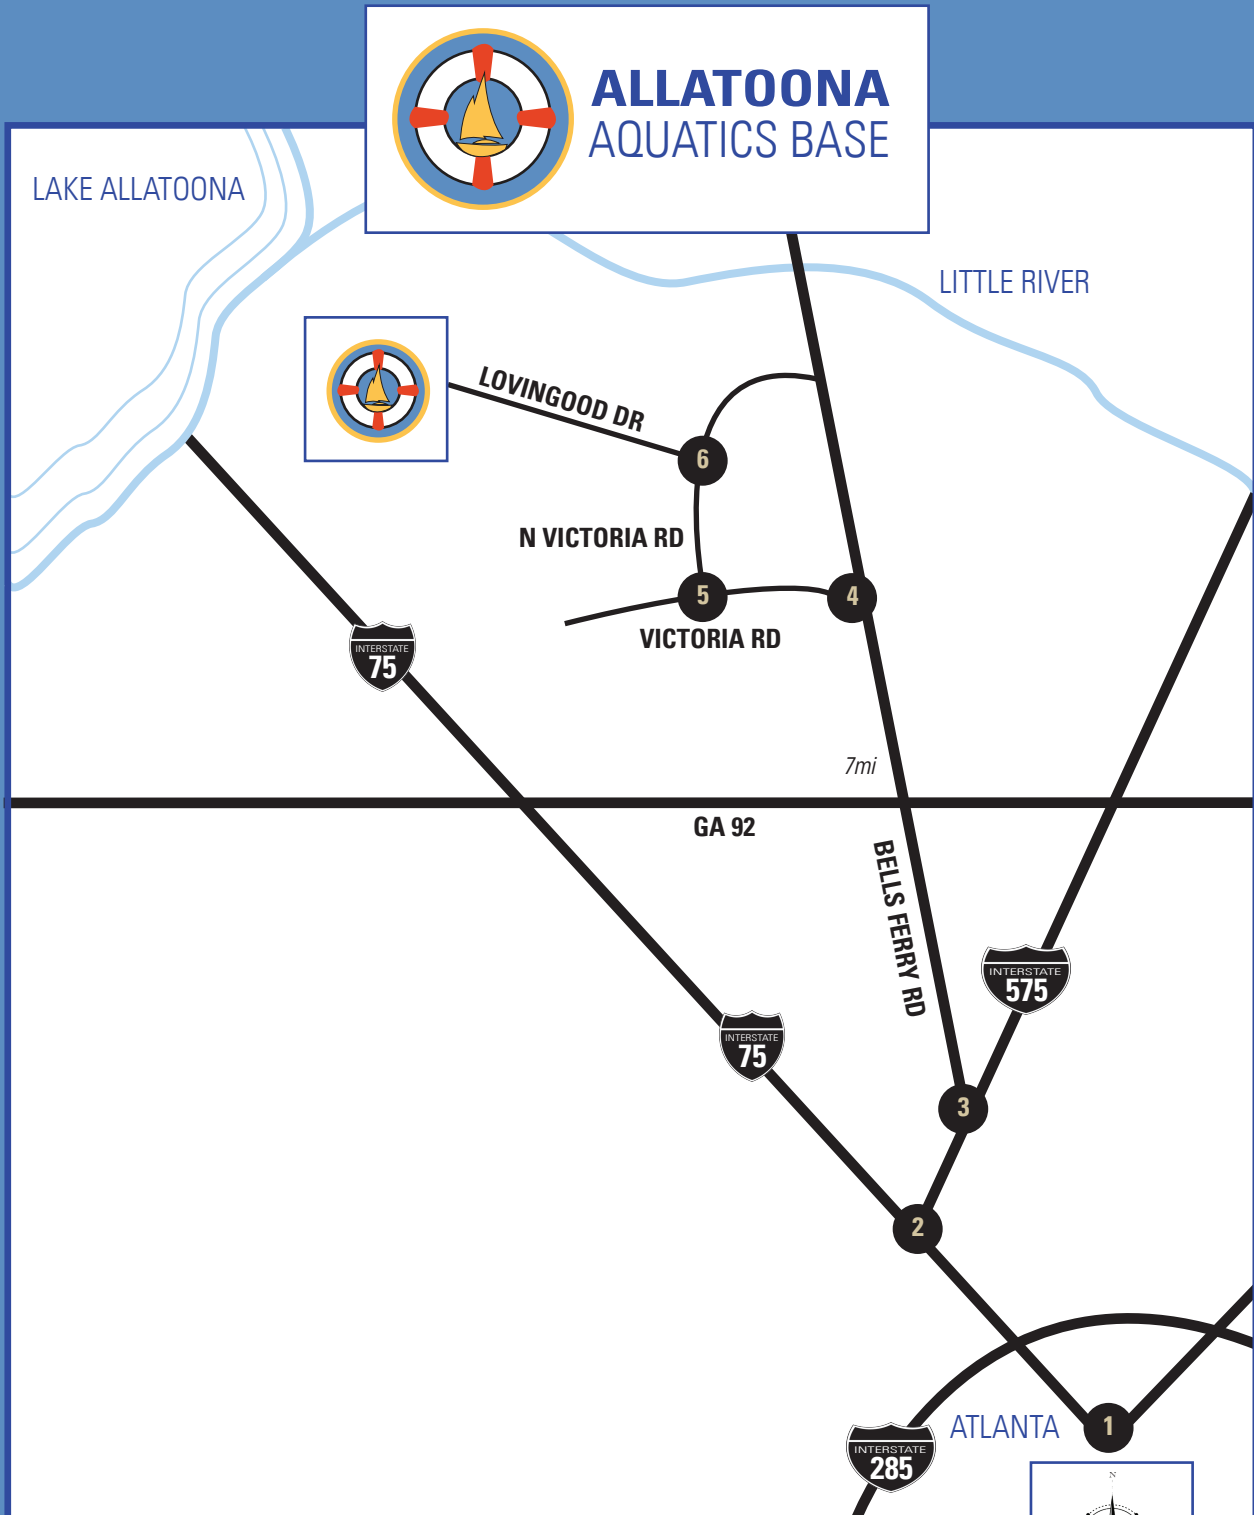 ALLATOONA
AQUATICS BASE
LAKE ALLATOONA
LITTLE RIVER
LOVINGOOD DR
6
N VICTORIA RD
5
4
VICTORIA RD
INTERSTATE
75
7mi
GA 92
BELLS FERRY RD
INTERSTATE
575
INTERSTATE
75
3
2
ATLANTA
1
INTERSTATE
285
N